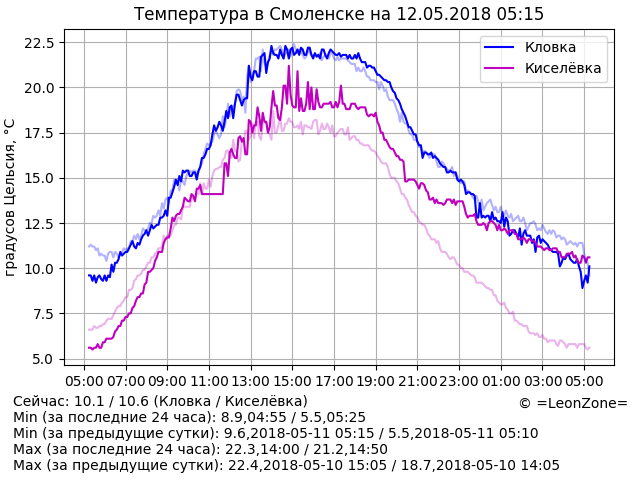 Температура в Смоленске на 12.05.2018 05:15
Кловка
Киселёвка
градусов Цельсия, °C
22.5
20.0
17.5
15.0
12.5
10.0
7.5
5.0
05:00 07:00 09:00 11:00 13:00 15:00 17:00 19:00 21:00 23:00 01:00 03:00 05:00
Сейчас: 10.1 / 10.6 (Кловка / Киселёвка)
© =LeonZone=
Min (за последние 24 часа): 8.9,04:55 / 5.5,05:25
Min (за предыдущие сутки): 9.6,2018-05-11 05:15 / 5.5,2018-05-11 05:10
Max (за последние 24 часа): 22.3,14:00 / 21.2,14:50
Max (за предыдущие сутки): 22.4,2018-05-10 15:05 / 18.7,2018-05-10 14:05